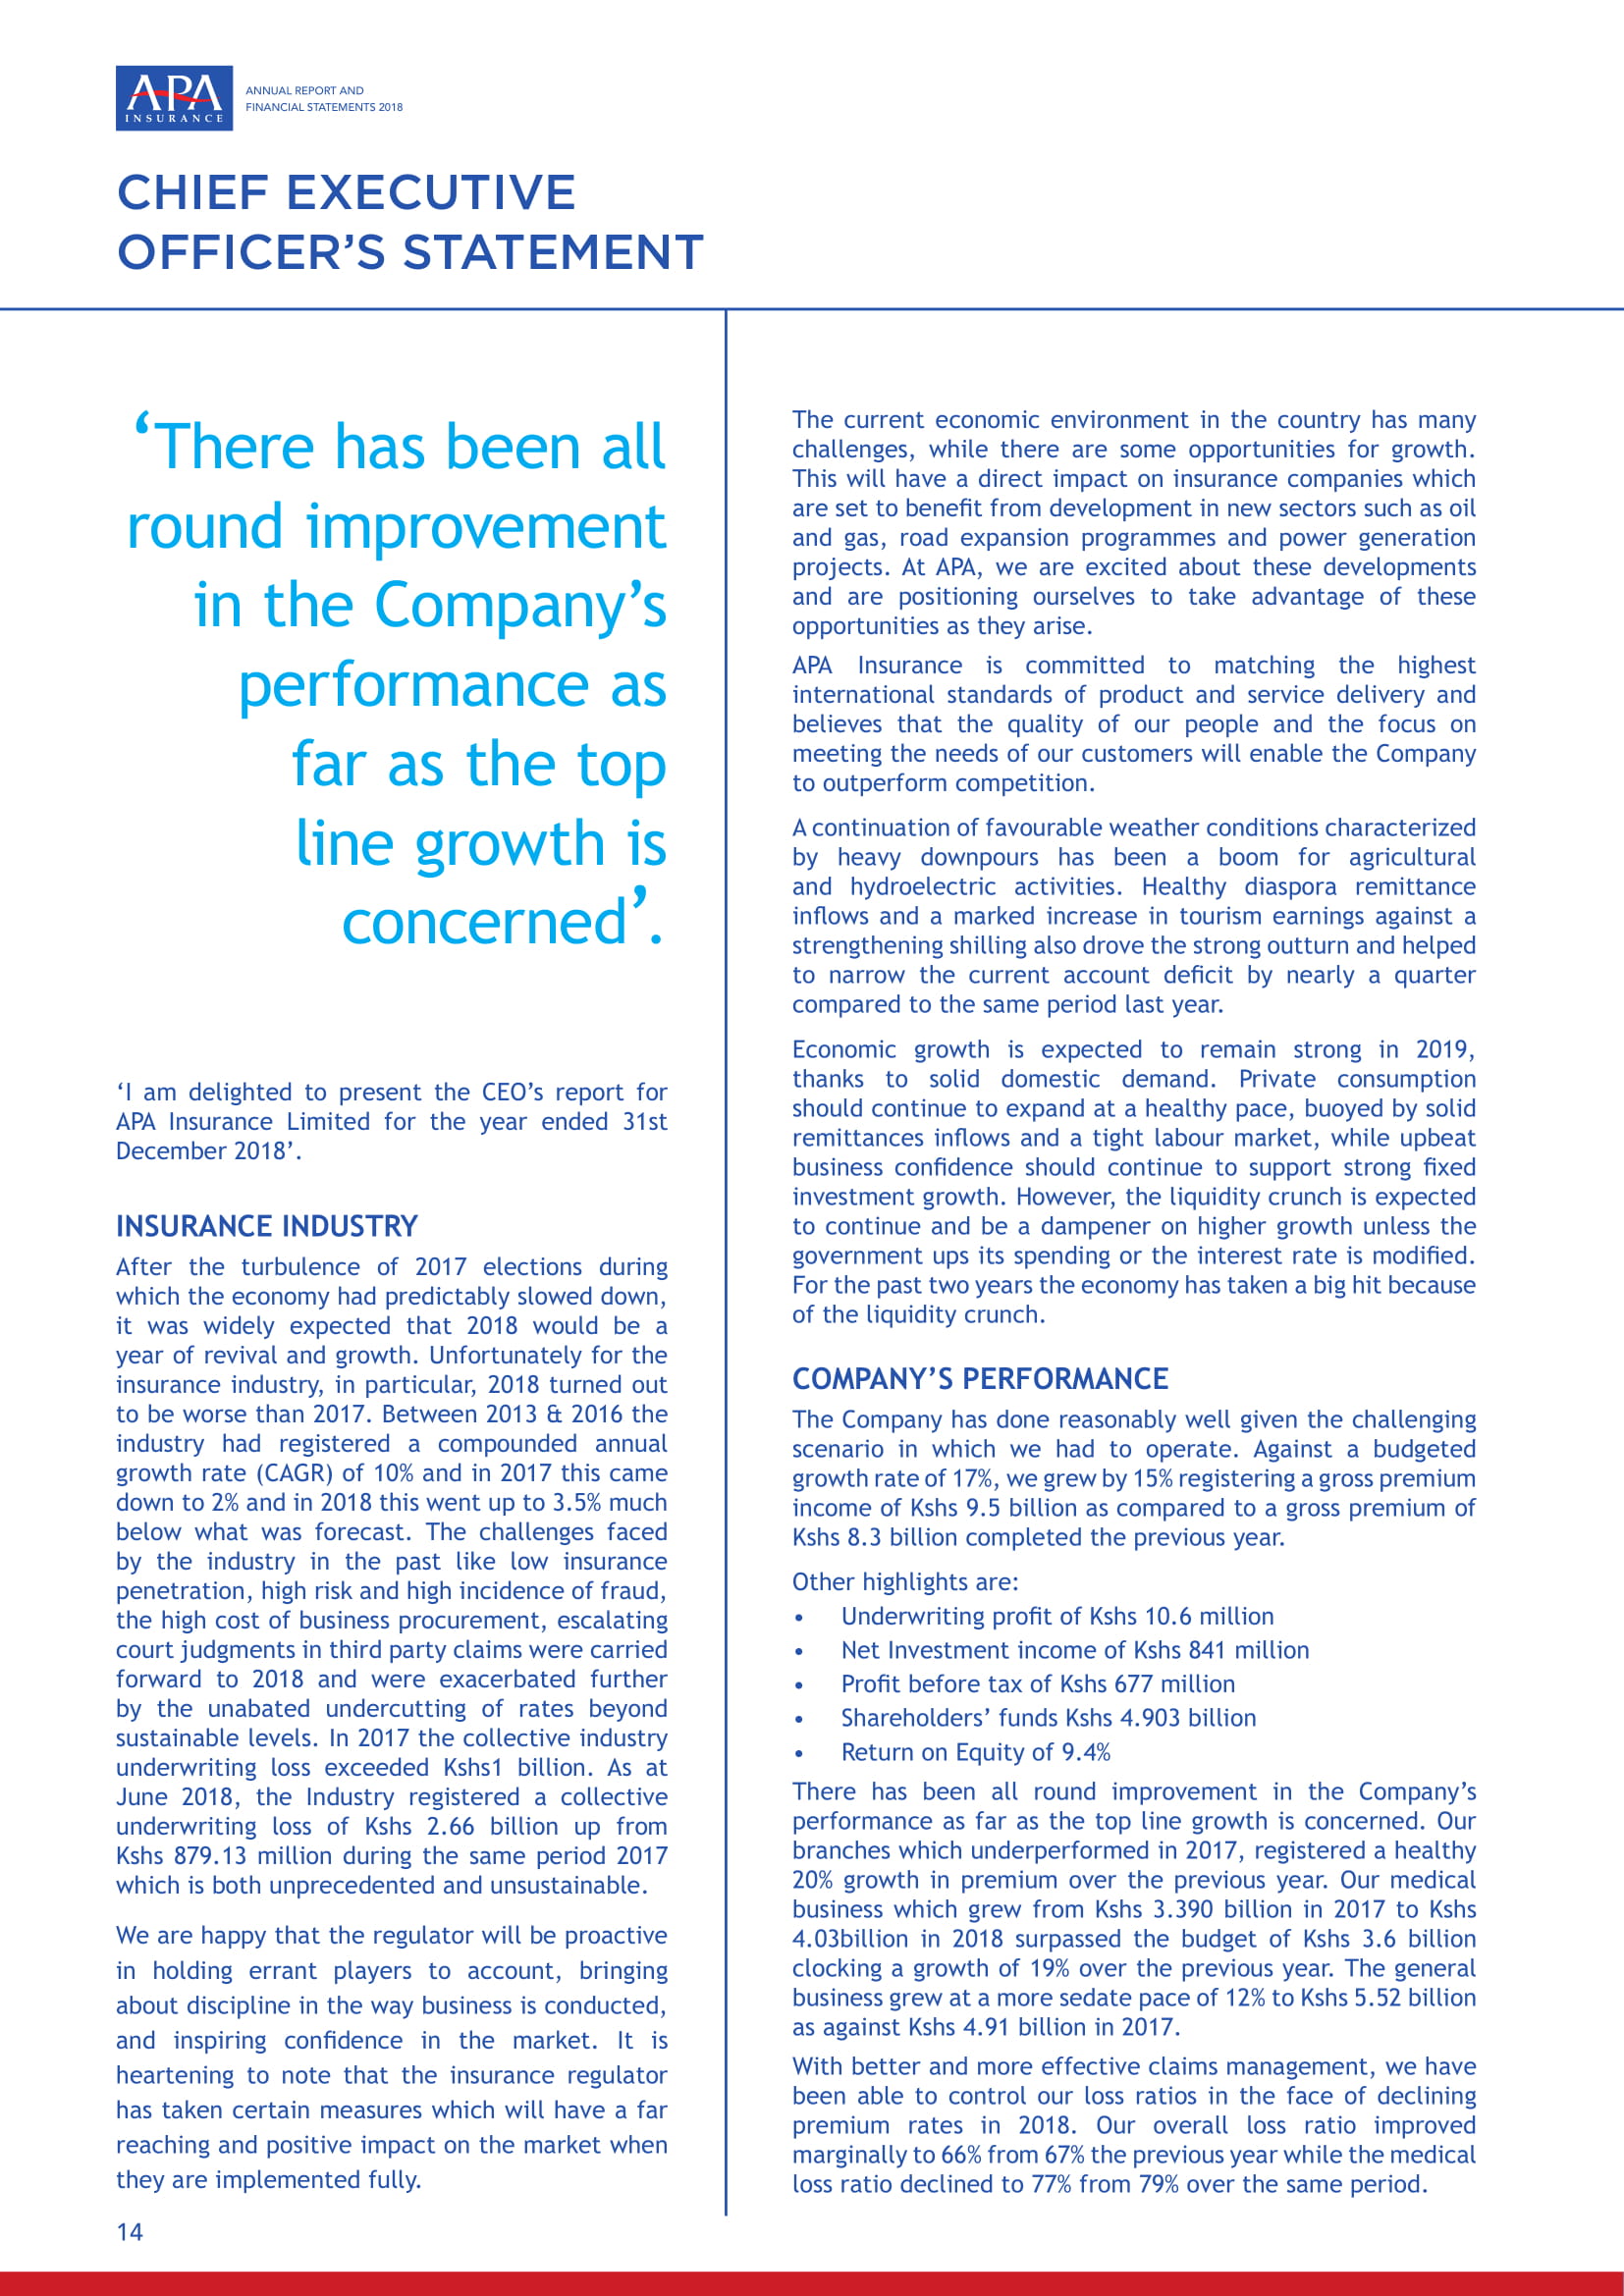 APA
INSURANCE
ANNUAL REPORT AND
FINANCIAL STATEMENTS 2018
CHIEF EXECUTIVE
OFFICER’S STATEMENT
‘There has been all
round improvement
in the Company’s
performance as
far as the top
line growth is
concerned’.
‘I am delighted to present the CEO’s report for
APA Insurance Limited for the year ended 31st
December 2018’.
INSURANCE INDUSTRY
After the turbulence of 2017 elections during
which the economy had predictably slowed down,
it was widely expected that 2018 would be a
year of revival and growth. Unfortunately for the
insurance industry, in particular, 2018 turned out
to be worse than 2017. Between 2013 & 2016 the
industry had registered a compounded annual
growth rate (CAGR) of 10% and in 2017 this came
down to 2% and in 2018 this went up to 3.5% much
below what was forecast. The challenges faced
by the industry in the past like low insurance
penetration, high risk and high incidence of fraud,
the high cost of business procurement, escalating
court judgments in third party claims were carried
forward to 2018 and were exacerbated further
by the unabated undercutting of rates beyond
sustainable levels. In 2017 the collective industry
underwriting loss exceeded Kshs1 billion. As at
June 2018, the Industry registered a collective
underwriting loss of Kshs 2.66 billion up from
Kshs 879.13 million during the same period 2017
which is both unprecedented and unsustainable.
We are happy that the regulator will be proactive
in holding errant players to account, bringing
about discipline in the way business is conducted,
and inspiring confidence in the market. It is
heartening to note that the insurance regulator
has taken certain measures which will have a far
reaching and positive impact on the market when
they are implemented fully.
The current economic environment in the country has many
challenges, while there are some opportunities for growth.
This will have a direct impact on insurance companies which
are set to benefit from development in new sectors such as oil
and gas, road expansion programmes and power generation
projects. At APA, we are excited about these developments
and are positioning ourselves to take advantage of these
opportunities as they arise.
APA Insurance is committed to matching the highest
international standards of product and service delivery and
believes that the quality of our people and the focus on
meeting the needs of our customers will enable the Company
to outperform competition.
A continuation of favourable weather conditions characterized
by heavy downpours has been a boom for agricultural
and hydroelectric activities. Healthy diaspora remittance
inflows and a marked increase in tourism earnings against a
strengthening shilling also drove the strong outturn and helped
to narrow the current account deficit by nearly a quarter
compared to the same period last year.
Economic growth is expected to remain strong in 2019,
thanks to solid domestic demand. Private consumption
should continue to expand at a healthy pace, buoyed by solid
remittances inflows and a tight labour market, while upbeat
business confidence should continue to support strong fixed
investment growth. However, the liquidity crunch is expected
to continue and be a dampener on higher growth unless the
government ups its spending or the interest rate is modified.
For the past two years the economy has taken a big hit because
of the liquidity crunch.
COMPANY’S PERFORMANCE
The Company has done reasonably well given the challenging
scenario in which we had to operate. Against a budgeted
growth rate of 17%, we grew by 15% registering a gross premium
income of Kshs 9.5 billion as compared to a gross premium of
Kshs 8.3 billion completed the previous year.
Other highlights are:
• Underwriting profit of Kshs 10.6 million
• Net Investment income of Kshs 841 million
• Profit before tax of Kshs 677 million
• Shareholders’ funds Kshs 4.903 billion
• Return on Equity of 9.4%
There has been all round improvement in the Company’s
performance as far as the top line growth is concerned. Our
branches which underperformed in 2017, registered a healthy
20% growth in premium over the previous year. Our medical
business which grew from Kshs 3.390 billion in 2017 to Kshs
4.03billion in 2018 surpassed the budget of Kshs 3.6 billion
clocking a growth of 19% over the previous year. The general
business grew at a more sedate pace of 12% to Kshs 5.52 billion
as against Kshs 4.91 billion in 2017.
With better and more effective claims management, we have
been able to control our loss ratios in the face of declining
premium rates in 2018. Our overall loss ratio improved
marginally to 66% from 67% the previous year while the medical
loss ratio declined to 77% from 79% over the same period.
14